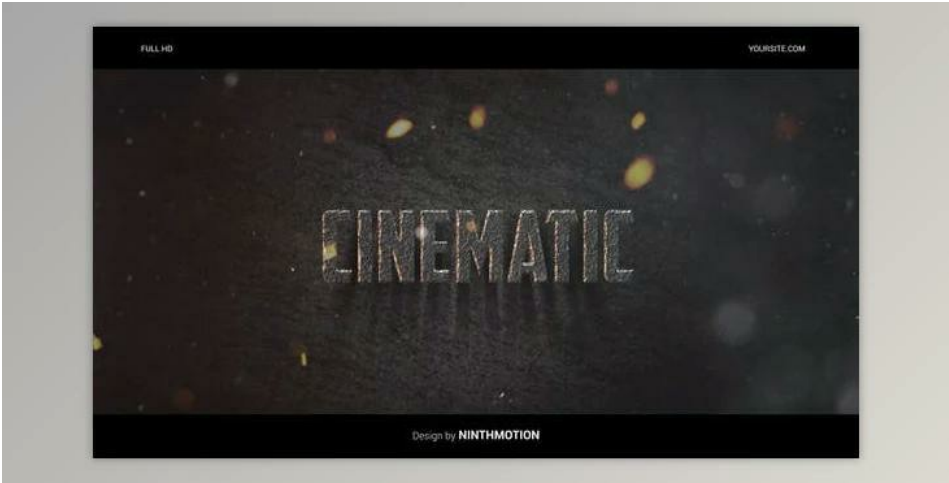 FULL HD
YOURSITE.COM
CINEMATIC
Design by NINTHMOTION